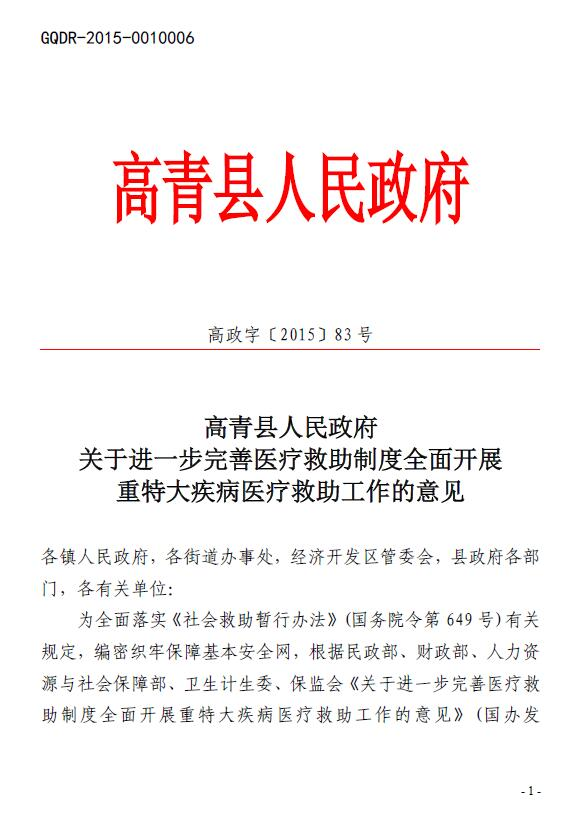 GQDR-2015-0010006
高青县人民政府
高政字〔2015〕83 号
高青县人民政府
关于进一步完善医疗救助制度全面开展
重特大疾病医疗救助工作的意见
各镇人民政府，各街道办事处，经济开发区管委会，县政府各部
门，各有关单位：
为全面落实《社会救助暂行办法》(国务院令第 649 号)有关
规定，编密织牢保障基本安全网，根据民政部、财政部、人力资
源与社会保障部、卫生计生委、保监会《关于进一步完善医疗救
助制度全面开展重特大疾病医疗救助工作的意见》（国办发
- 1 -